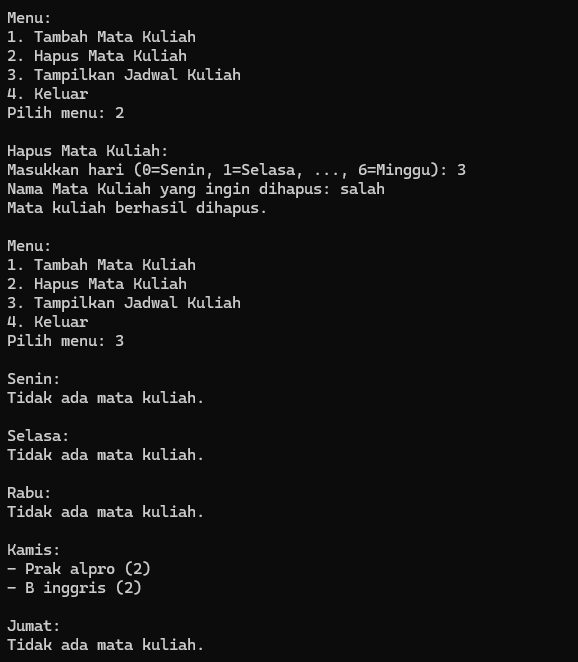 Menu:
1. Tambah Mata Kuliah
2. Hapus Mata Kuliah
3. Tampilkan Jadwal Kuliah
4. Keluar
Pilih menu: 2
Hapus Mata Kuliah:
Masukkan hari (0=Senin, 1=Selasa, ..., 6=Minggu): 3
Nama Mata Kuliah yang ingin dihapus: salah
Mata kuliah berhasil dihapus.
Menu:
1. Tambah Mata Kuliah
2. Hapus Mata Kuliah
3. Tampilkan Jadwal Kuliah
4. Keluar
Pilih menu: 3
Senin:
Tidak ada mata kuliah.
Selasa:
Tidak ada mata kuliah.
Rabu:
Tidak ada mata kuliah.
Kamis:
- Prak alpro (2)
- B inggris (2)
Jumat:
Tidak ada mata kuliah.